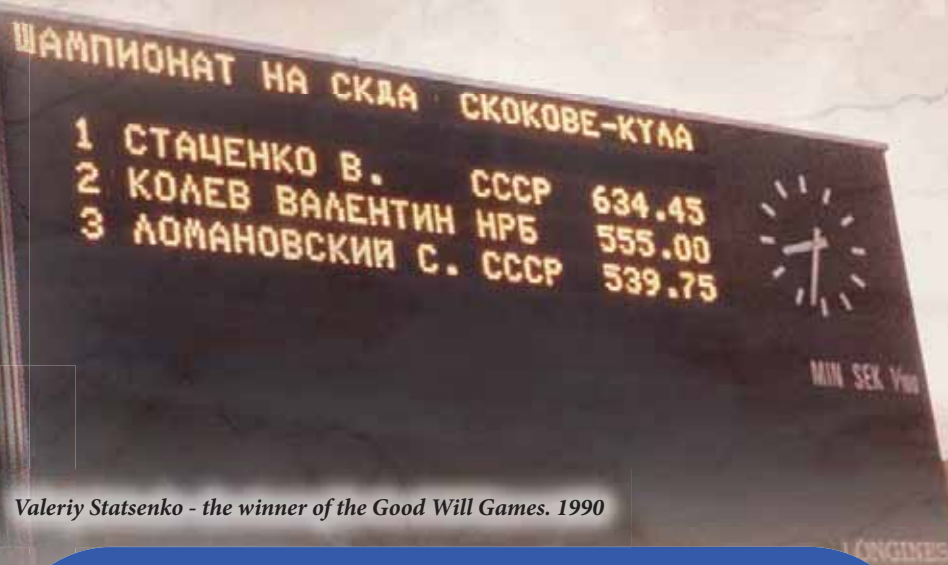 ШАМПИОНАТ НА СКДА СКОКОВЕ-КУЛА
1 СТАЦЕНКО В. СССР 634.45
2 КОЛЕВ ВАЛЕНТИН НРБ 555.00
3 ЛОМАНОВСКИЙ С. СССР 539.75
MIN SEK 1/100
Valeriy Statsenko - the winner of the Good Will Games. 1990
LONGINES